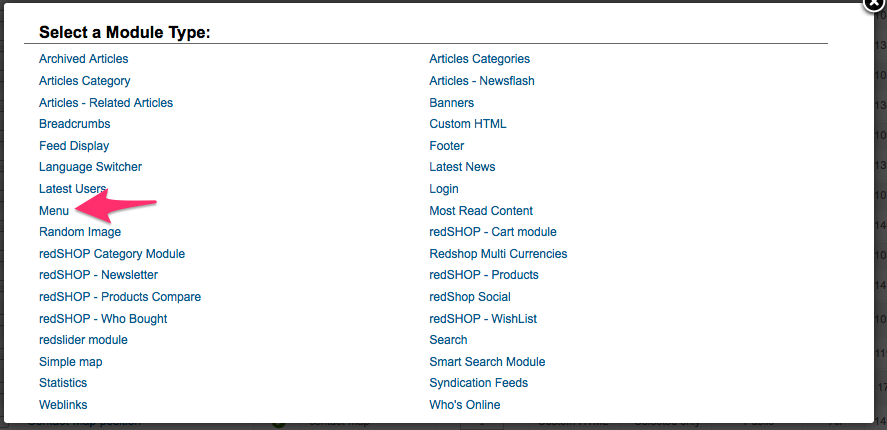 Select a Module Type:
Archived Articles
Articles Categories
Articles Category
Articles - Newsflash
Articles - Related Articles
Banners
Breadcrumbs
Custom HTML
Feed Display
Footer
Language Switcher
Latest News
Latest Users
Login
Menu
Most Read Content
Random Image
redSHOP - Cart module
redSHOP Category Module
Redshop Multi Currencies
redSHOP - Newsletter
redSHOP - Products
redSHOP - Products Compare
redShop Social
redSHOP - Who Bought
redSHOP - WishList
redslider module
Search
Simple map
Smart Search Module
Statistics
Syndication Feeds
Weblinks
Who's Online